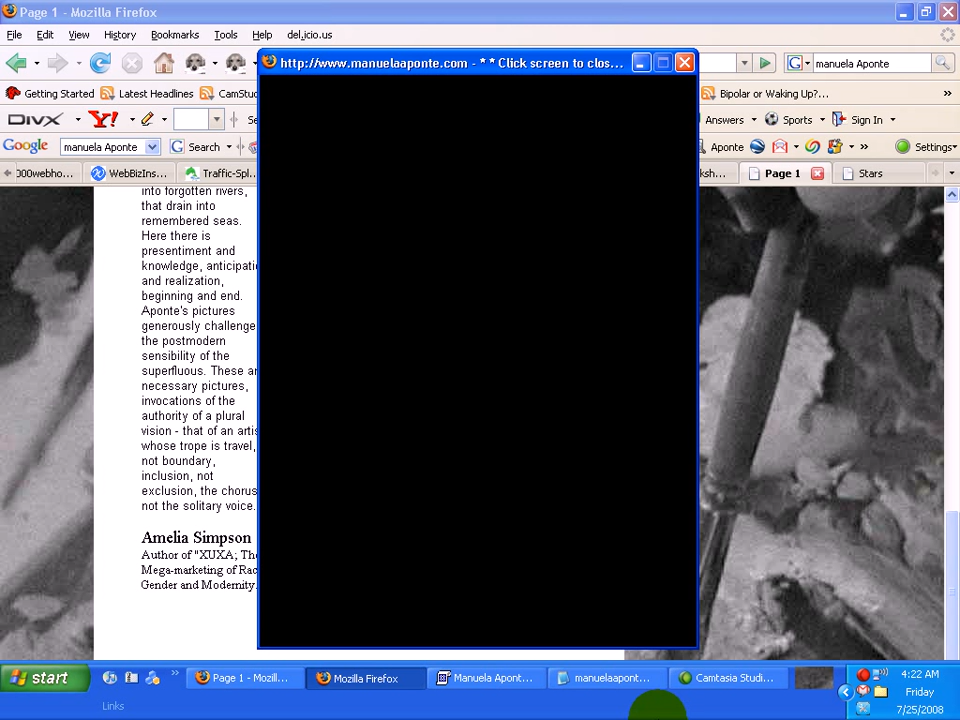 Page 1 - Mozilla Firefox
File Edit View History Bookmarks Tools Help del.icio.us
http://www.manuelaaponte.com - * * Click screen to clos...
manuela Aponte
Getting Started Latest Headlines CamStu Bipolar or Waking Up?... »
DIVX Y! Se Answers Sports Sign In
Google manuela Aponte Search Aponte » Settings
000webho... WebBizIns... Traffic-Spl... ksh... Page 1 Stars
into forgotten rivers,
that drain into
remembered seas.
Here there is
presentiment and
knowledge, anticipati
and realization,
beginning and end.
Aponte's pictures
generously challenge
the postmodern
sensibility of the
superfluous. These ar
necessary pictures,
invocations of the
authority of a plural
vision - that of an artis
whose trope is travel,
not boundary,
inclusion, not
exclusion, the chorus
not the solitary voice.
Amelia Simpson
Author of "XUXA; The
Mega-marketing of Rac
Gender and Modernity.
start » Page 1 - Mozill... Mozilla Firefox Manuela Apont... manuelaapont... Camtasia Studi... 4:22 AM
Friday
Links 7/25/2008